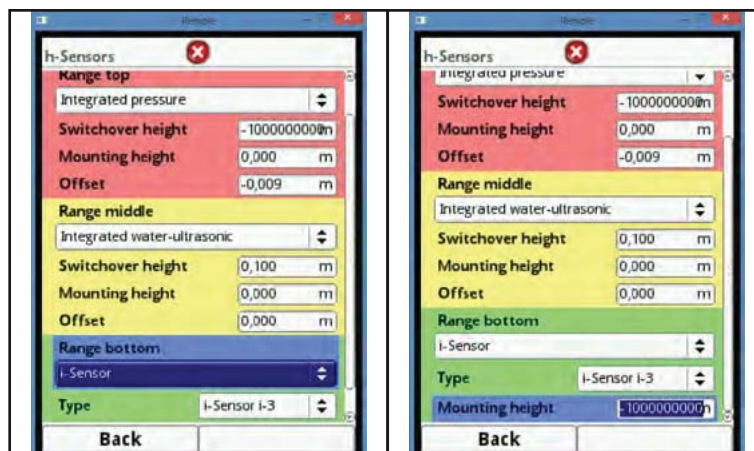 h-Sensors
Range top
Integrated pressure
Switchover height -1000000000m
Mounting height 0,000 m
Offset -0,009 m
Range middle
Integrated water-ultrasonic
Switchover height 0,100 m
Mounting height 0,000 m
Offset 0,000 m
Range bottom
i-Sensor
Type i-Sensor i-3
Back
h-Sensors
Integrated pressure
Switchover height -1000000000m
Mounting height 0,000 m
Offset -0,009 m
Range middle
Integrated water-ultrasonic
Switchover height 0,100 m
Mounting height 0,000 m
Offset 0,000 m
Range bottom
i-Sensor
Type i-Sensor i-3
Mounting height -1000000000m
Back